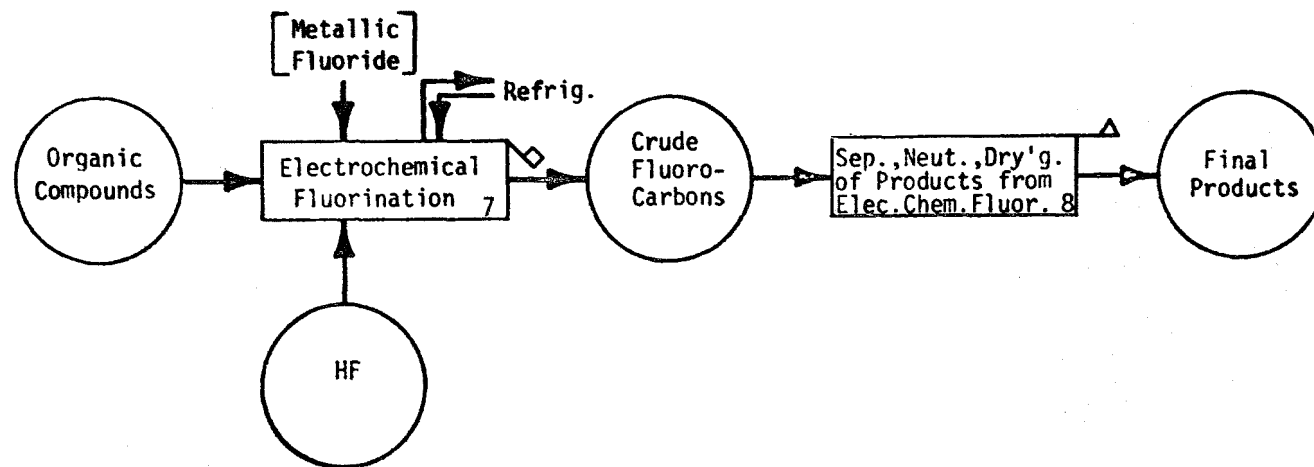 [Metallic
Fluoride]
Refrig.
Organic
Compounds
Electrochemical
Fluorination 7
Crude
Fluoro-
Carbons
Sep.,Neut.,Dry'g.
of Products from
Elec.Chem.Fluor. 8
Final
Products
HF